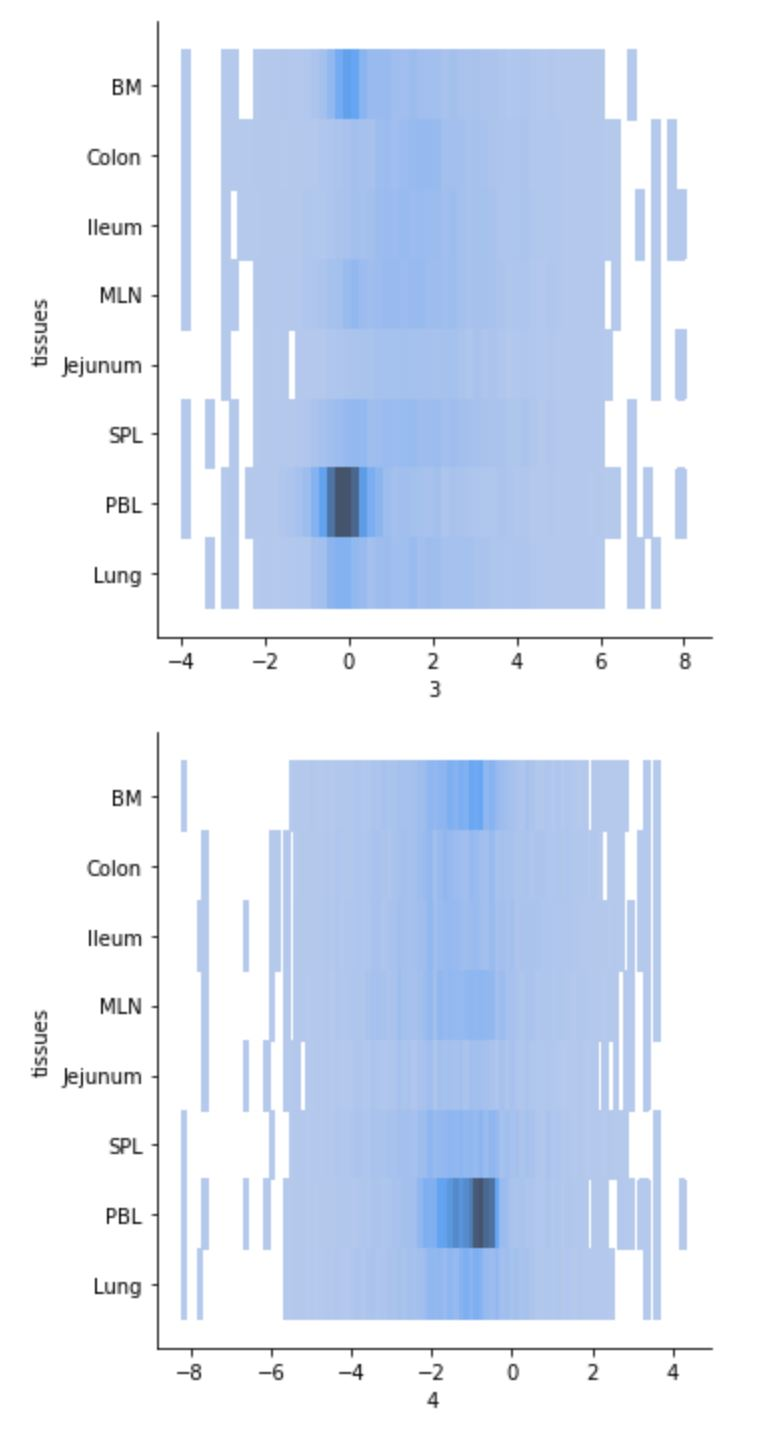 BM
Colon
Ileum
MLN
Jejunum
SPL
PBL
Lung
tissues
−4 −2 0 2 4 6 8
3
BM
Colon
Ileum
MLN
Jejunum
SPL
PBL
Lung
tissues
−8 −6 −4 −2 0 2 4
4